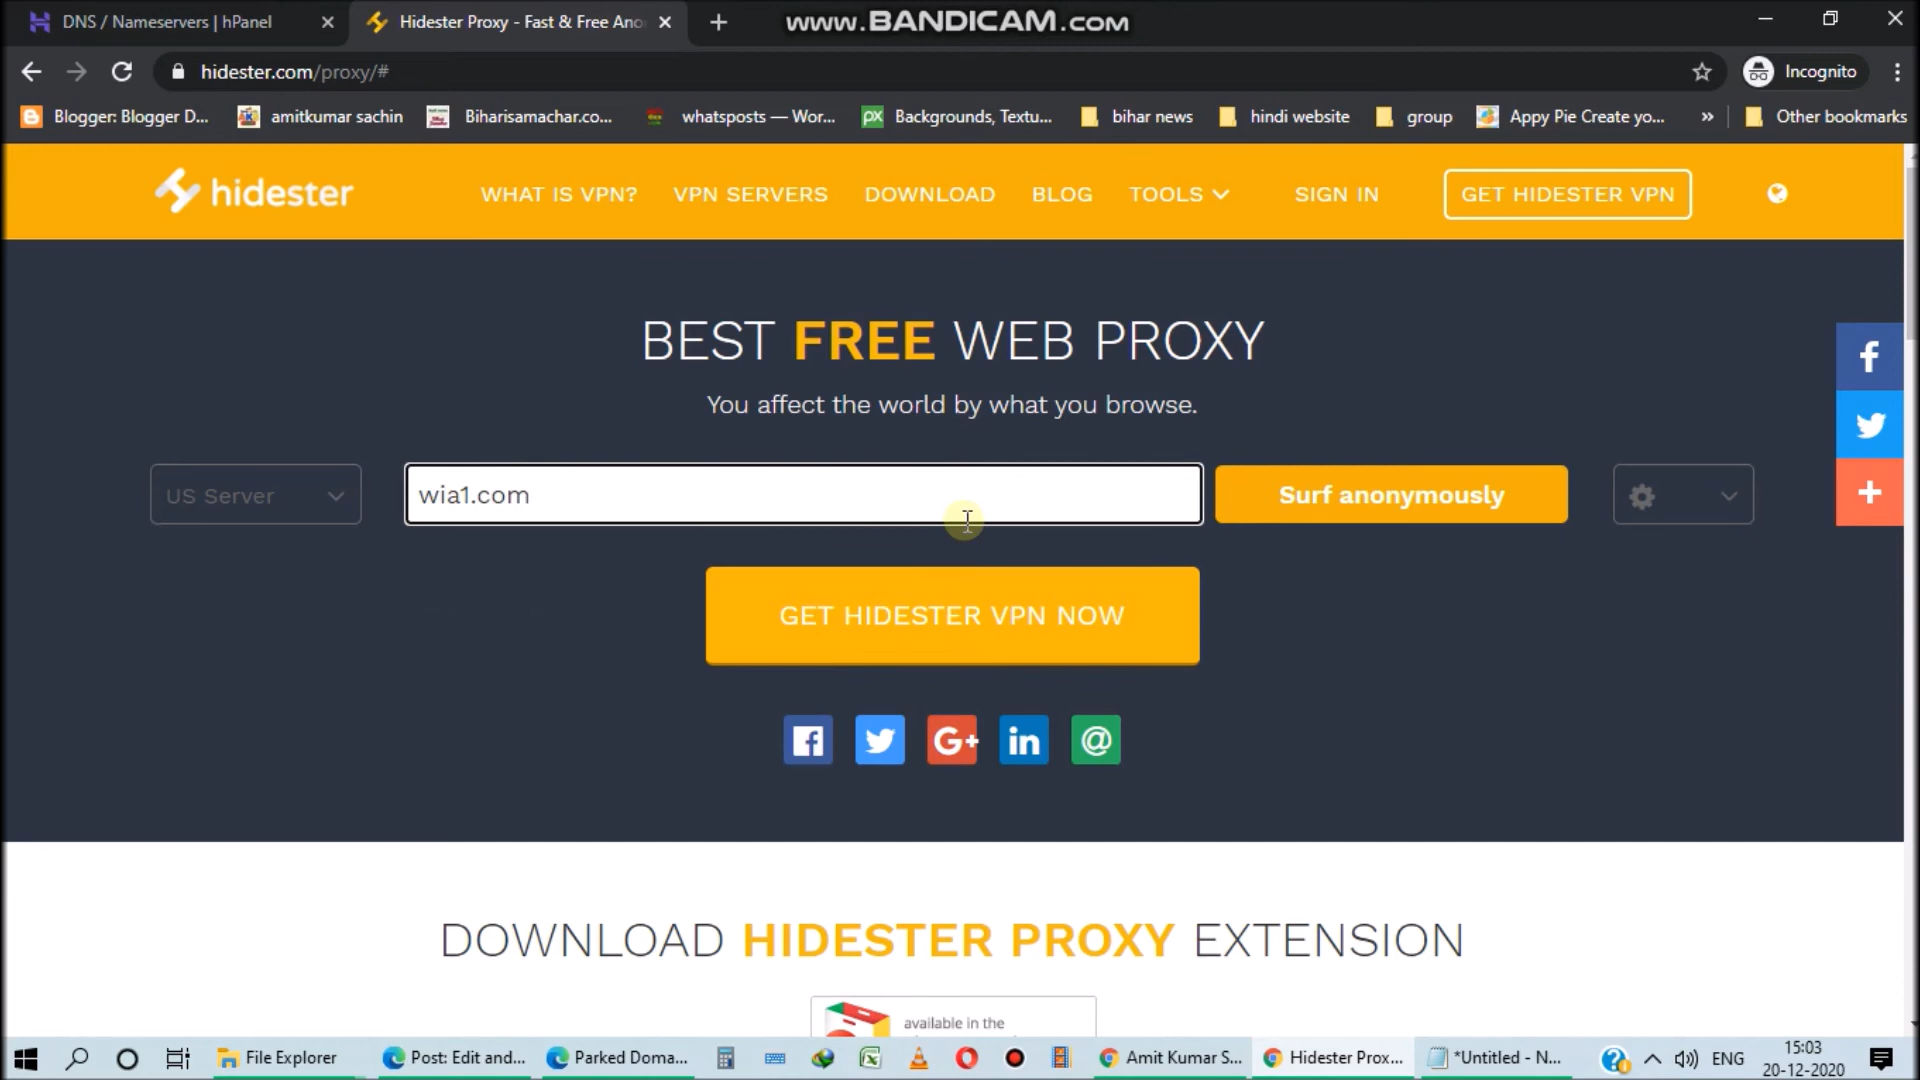 DNS / Nameservers | hPanel
Hidester Proxy - Fast & Free Ano
www.BANDICAM.com
hidester.com/proxy/#
Incognito
Blogger: Blogger D...
amitkumar sachin
Biharisamachar.co...
whatsposts — Wor...
px
Backgrounds, Textu...
bihar news
hindi website
group
Appy Pie Create yo...
»
Other bookmarks
hidester
WHAT IS VPN?
VPN SERVERS
DOWNLOAD
BLOG
TOOLS
SIGN IN
GET HIDESTER VPN
BEST FREE WEB PROXY
You affect the world by what you browse.
US Server
wia1.com
Surf anonymously
GET HIDESTER VPN NOW
DOWNLOAD HIDESTER PROXY EXTENSION
available in the
File Explorer
Post: Edit and...
Parked Doma...
Amit Kumar S...
Hidester Prox...
*Untitled - N...
ENG
15:03
20-12-2020